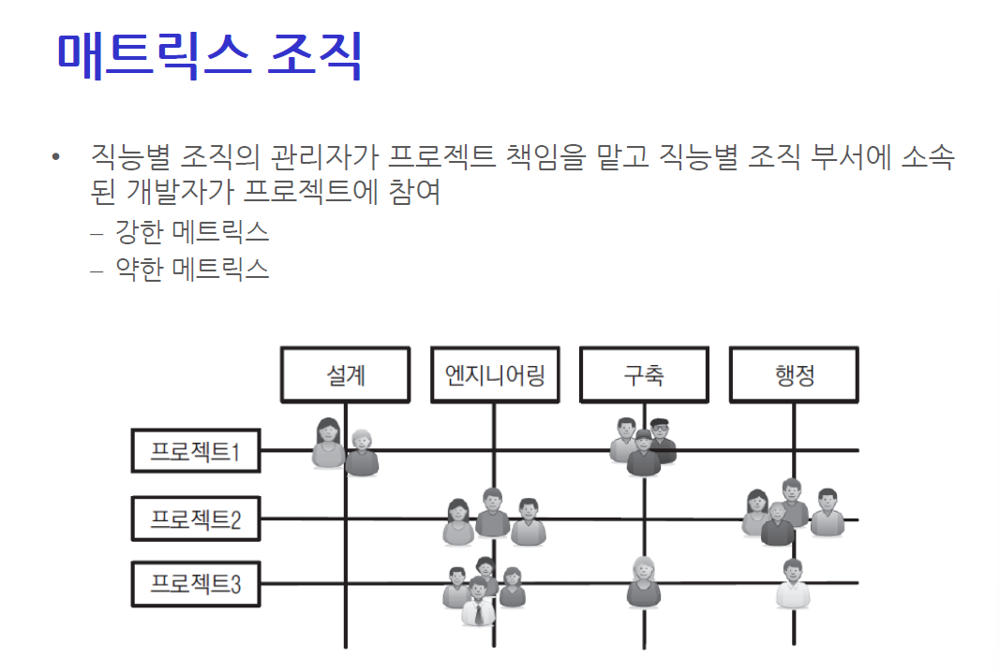 매트릭스 조직
• 직능별 조직의 관리자가 프로젝트 책임을 맡고 직능별 조직 부서에 소속
된 개발자가 프로젝트에 참여
– 강한 메트릭스
– 약한 메트릭스
설계 엔지니어링 구축 행정
프로젝트1
프로젝트2
프로젝트3